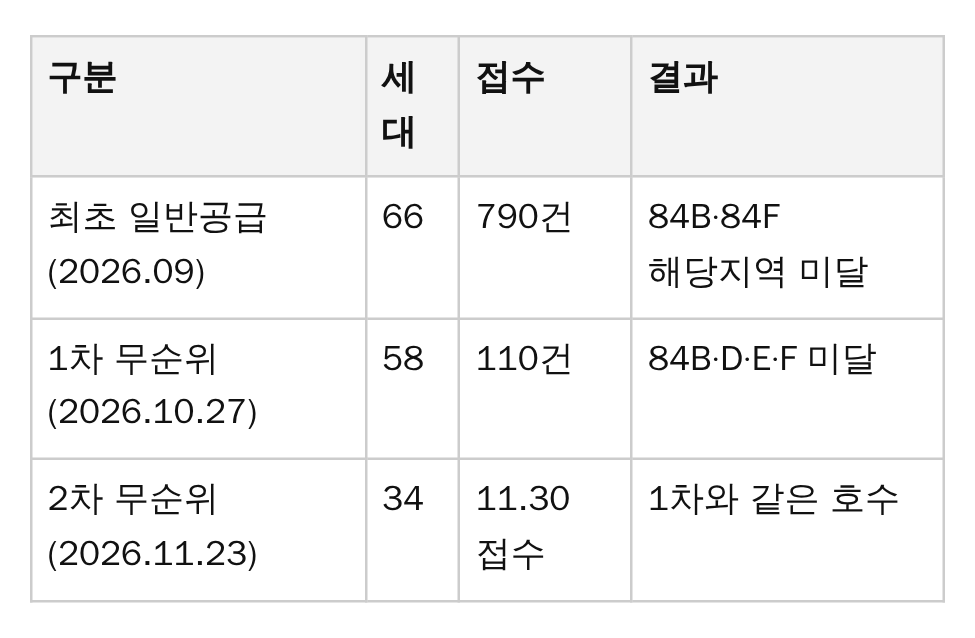 구분
세
대
접수
결과
최초 일반공급
(2026.09)
66
790건
84B·84F
해당지역 미달
1차 무순위
(2026.10.27)
58
110건
84B·D·E·F 미달
2차 무순위
(2026.11.23)
34
11.30
접수
1차와 같은 호수